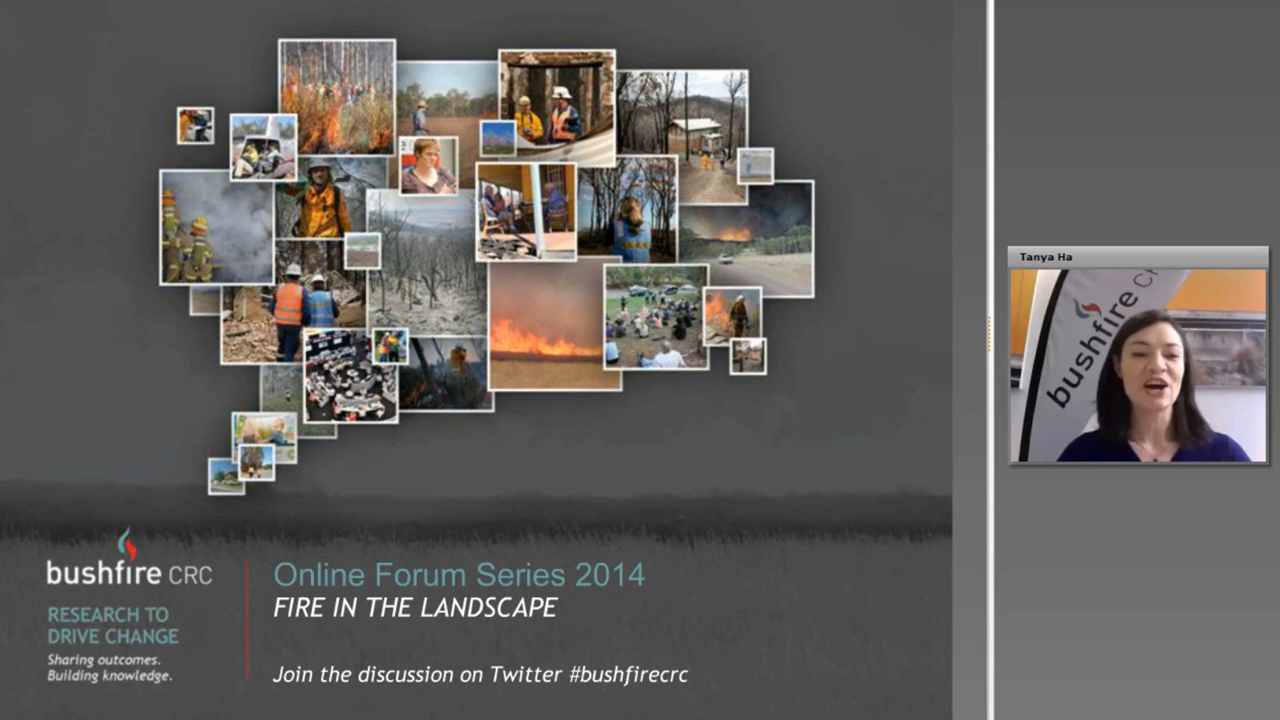 bushfire CRC
RESEARCH TO
DRIVE CHANGE
Sharing outcomes.
Building knowledge.
Online Forum Series 2014
FIRE IN THE LANDSCAPE
Join the discussion on Twitter #bushfirecrc
Tanya Ha
bushfire C